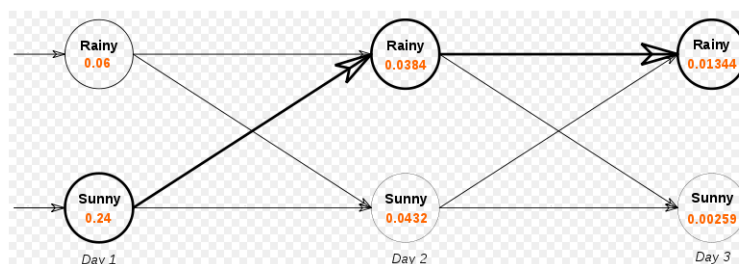 Rainy
0.06
Rainy
0.0384
Rainy
0.01344
Sunny
0.24
Sunny
0.0432
Sunny
0.00259
Day 1
Day 2
Day 3